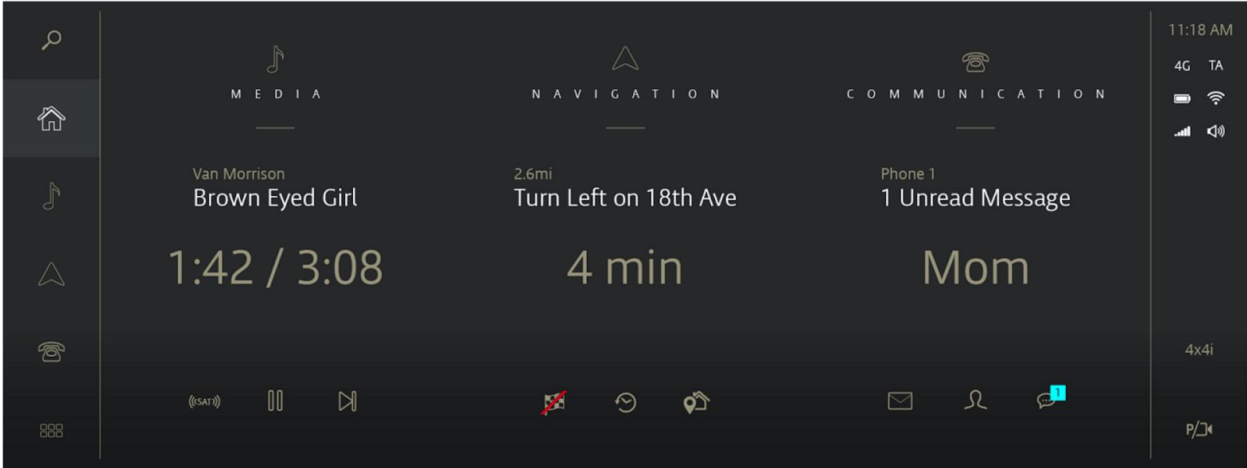 11:18 AM
4G TA
MEDIA
NAVIGATION
COMMUNICATION
Van Morrison
Brown Eyed Girl
1:42 / 3:08
2.6mi
Turn Left on 18th Ave
4 min
Phone 1
1 Unread Message
Mom
4x4i
((SAT))
1
P/